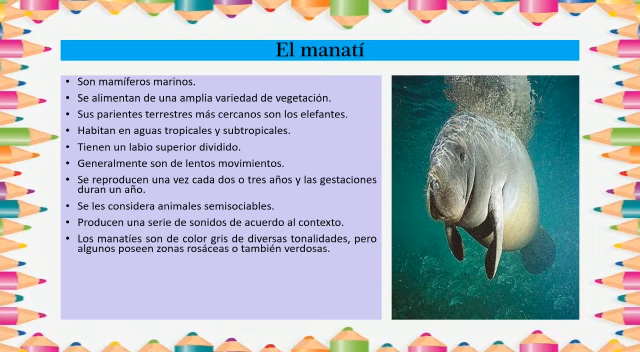 El manatí
• Son mamíferos marinos.
• Se alimentan de una amplia variedad de vegetación.
• Sus parientes terrestres más cercanos son los elefantes.
• Habitan en aguas tropicales y subtropicales.
• Tienen un labio superior dividido.
• Generalmente son de lentos movimientos.
• Se reproducen una vez cada dos o tres años y las gestaciones
duran un año.
• Se les considera animales semisociables.
• Producen una serie de sonidos de acuerdo al contexto.
• Los manatíes son de color gris de diversas tonalidades, pero
algunos poseen zonas rosáceas o también verdosas.